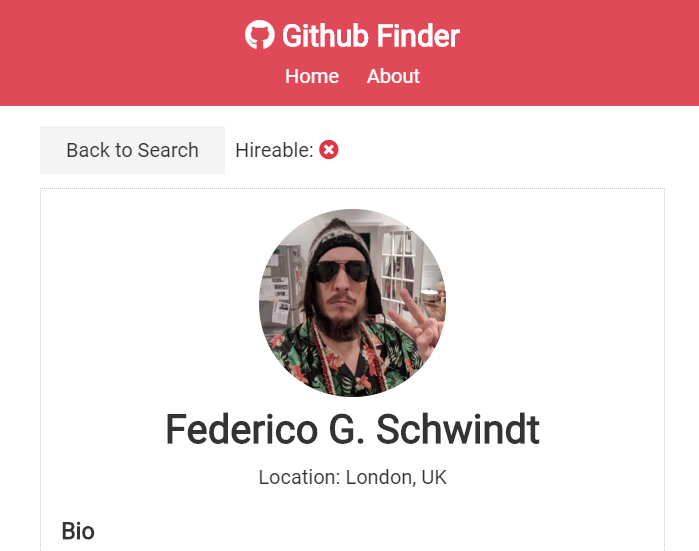 Github Finder
Home About
Back to Search Hireable:
Federico G. Schwindt
Location: London, UK
Bio